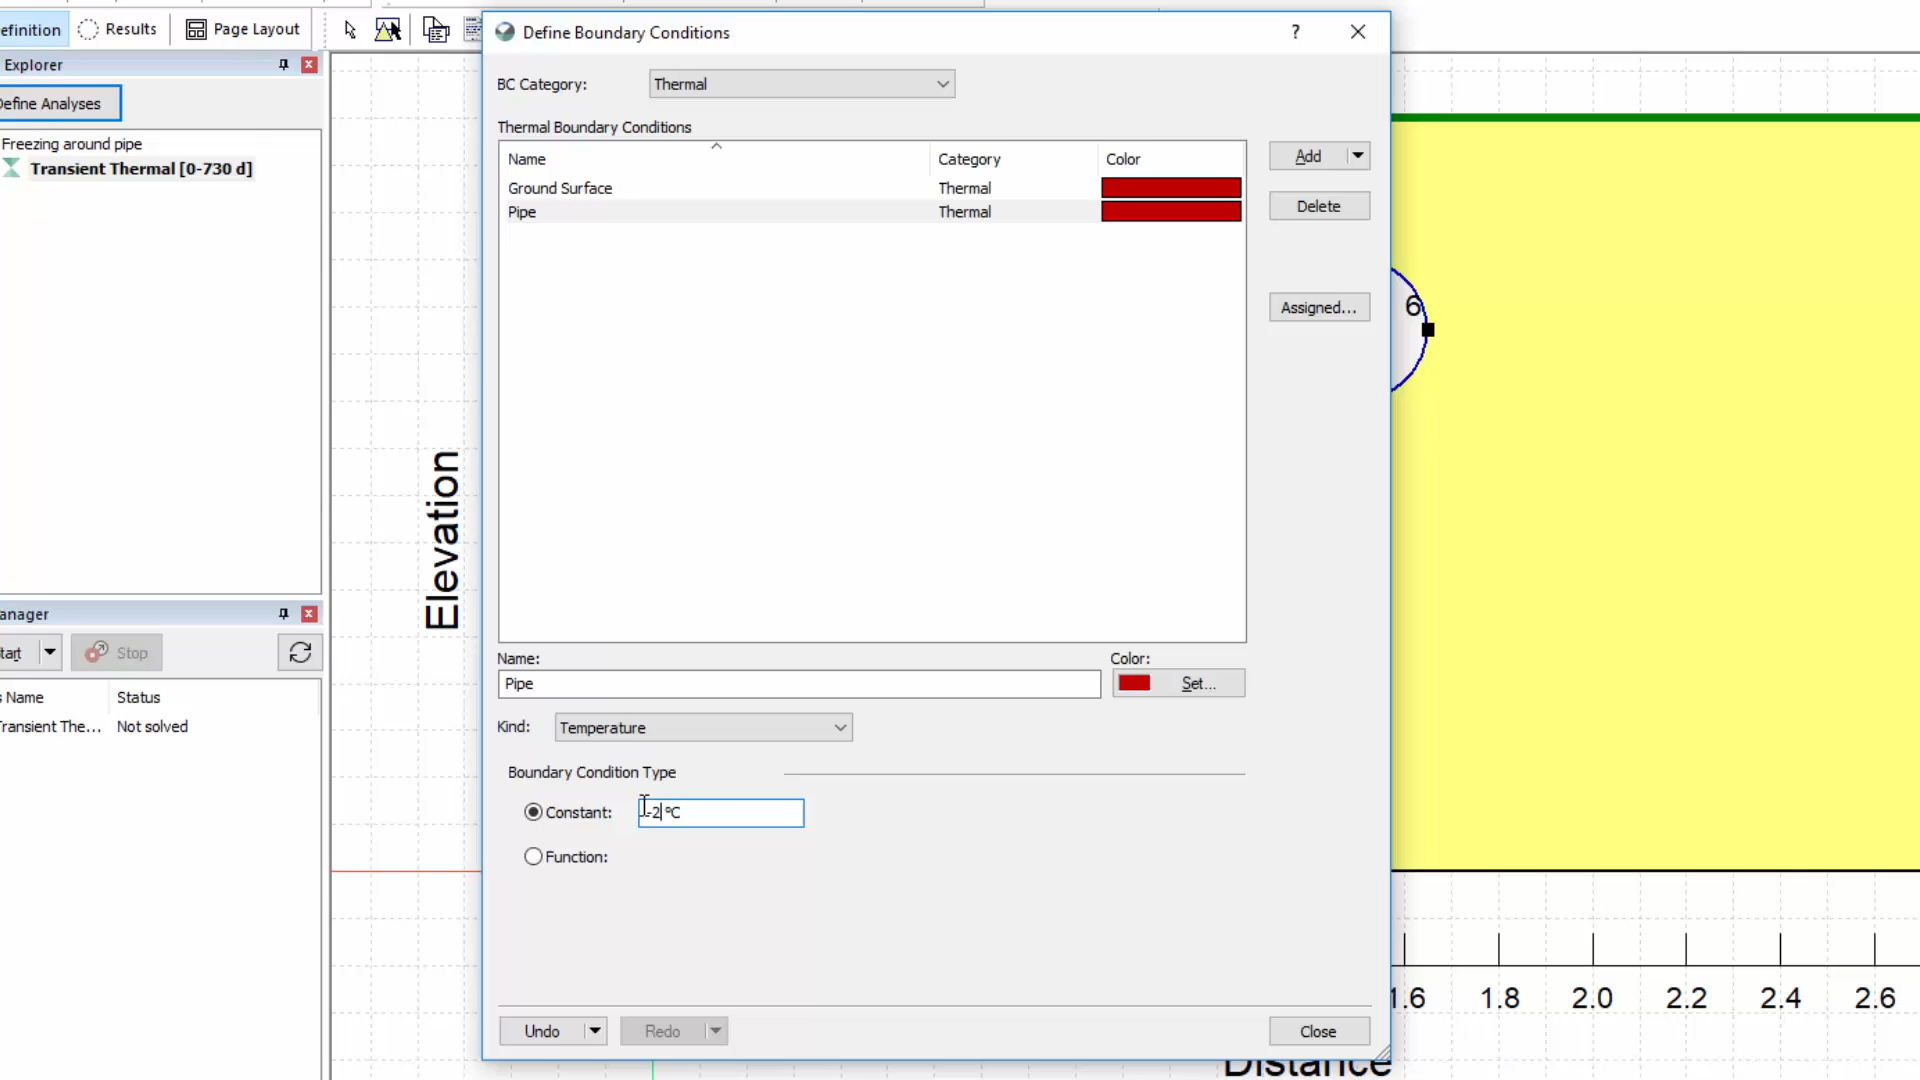 efinition
Results
Page Layout
Define Boundary Conditions
?
Explorer
Define Analyses
Freezing around pipe
Transient Thermal [0-730 d]
anager
tart
Stop
s Name
Status
Transient The...
Not solved
Elevation
BC Category:
Thermal
Thermal Boundary Conditions
Name
Category
Color
Ground Surface
Thermal
Pipe
Thermal
Add
Delete
Assigned...
Name:
Color:
Pipe
Set...
Kind:
Temperature
Boundary Condition Type
Constant:
-2 °C
Function:
Undo
Redo
Close
6
1.6
1.8
2.0
2.2
2.4
2.6
Distance